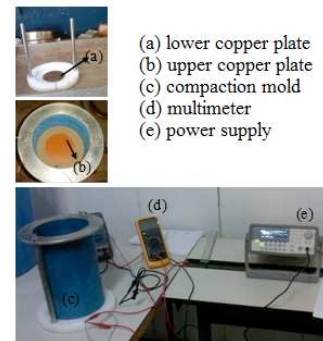 (a)
(a) lower copper plate
(b) upper copper plate
(c) compaction mold
(d) multimeter
(e) power supply
(b)
(d)
(e)
(c)